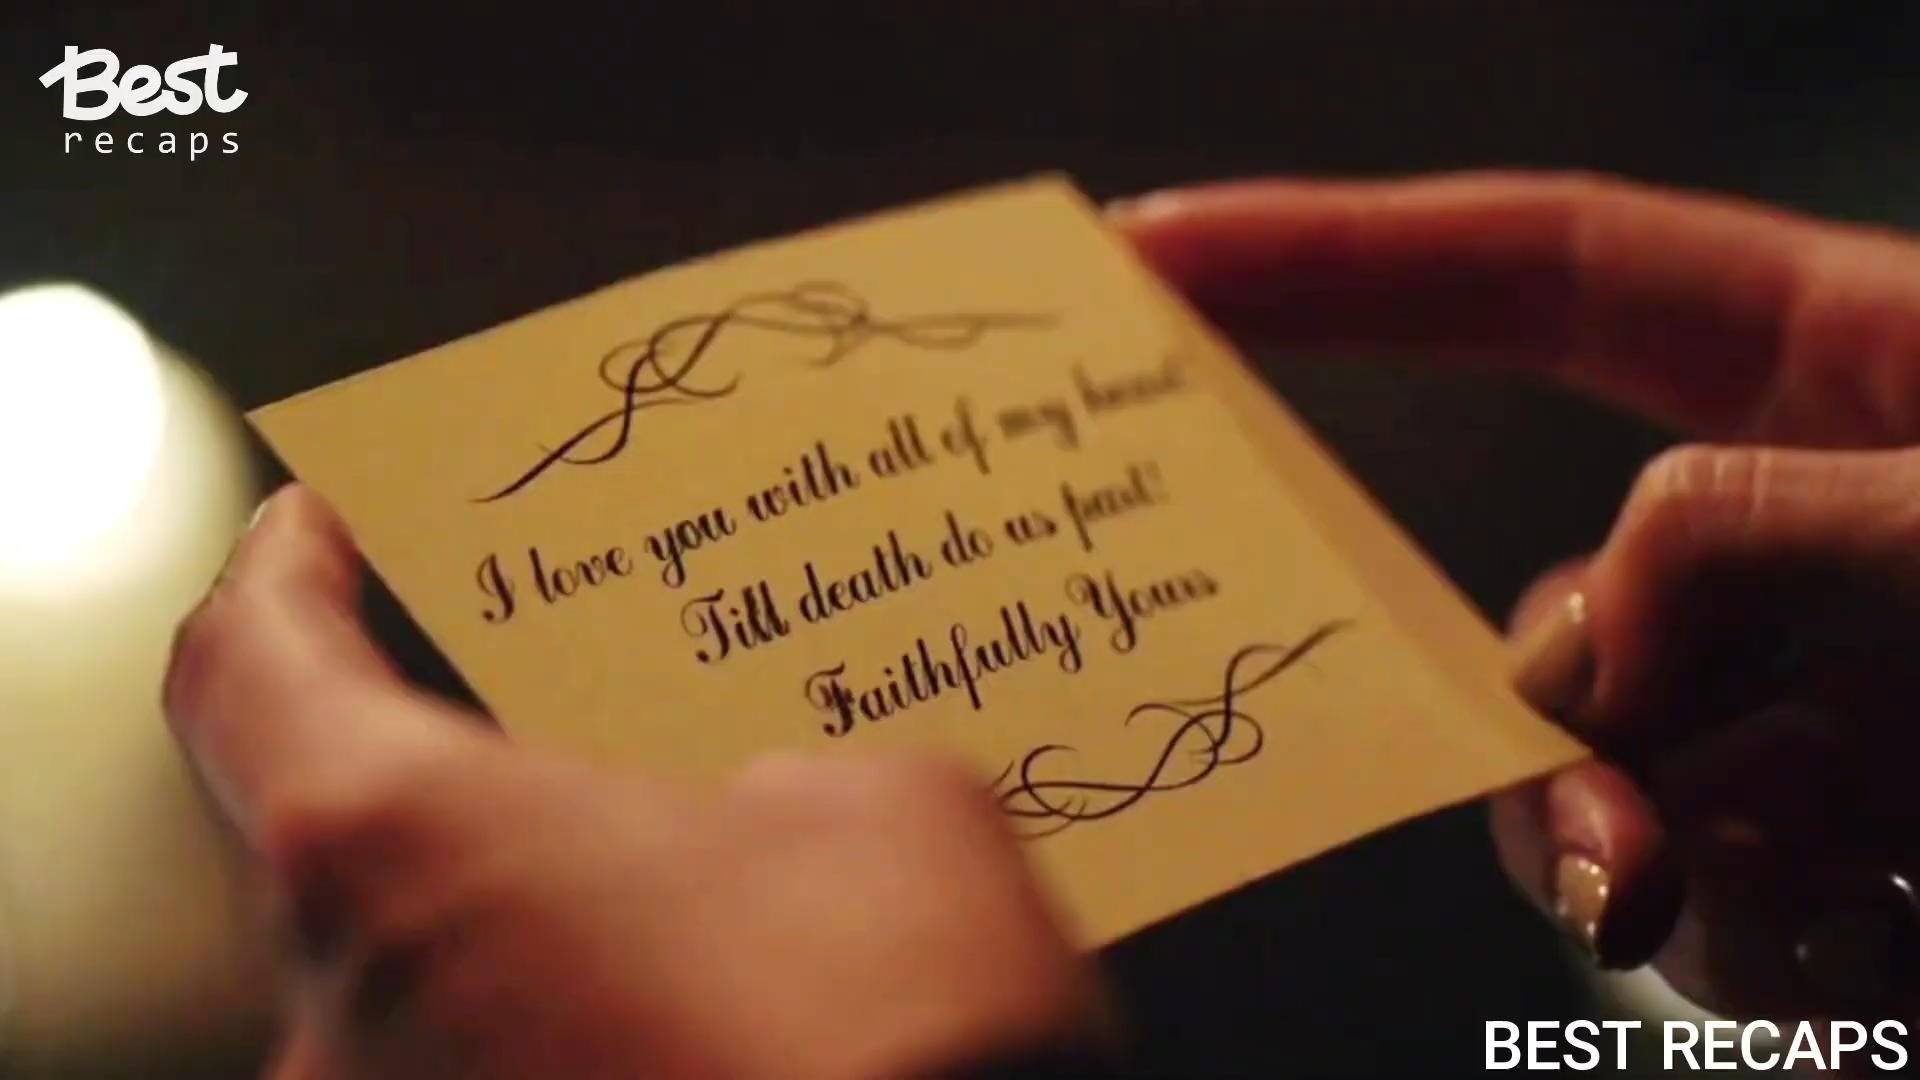 Best
recaps
I love you with all of my heart
Till death do us part!
Faithfully Yours
BEST RECAPS